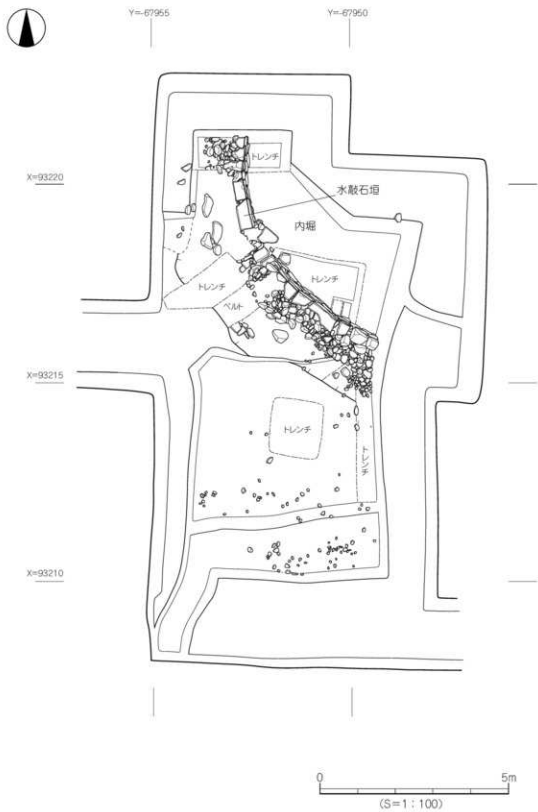 Y=-67955
Y=-67950
X=93220
トレンチ
水敲石垣
内堀
トレンチ
トレンチ
ベルト
X=93215
トレンチ
トレンチ
X=93210
0
5m
(S=1:100)